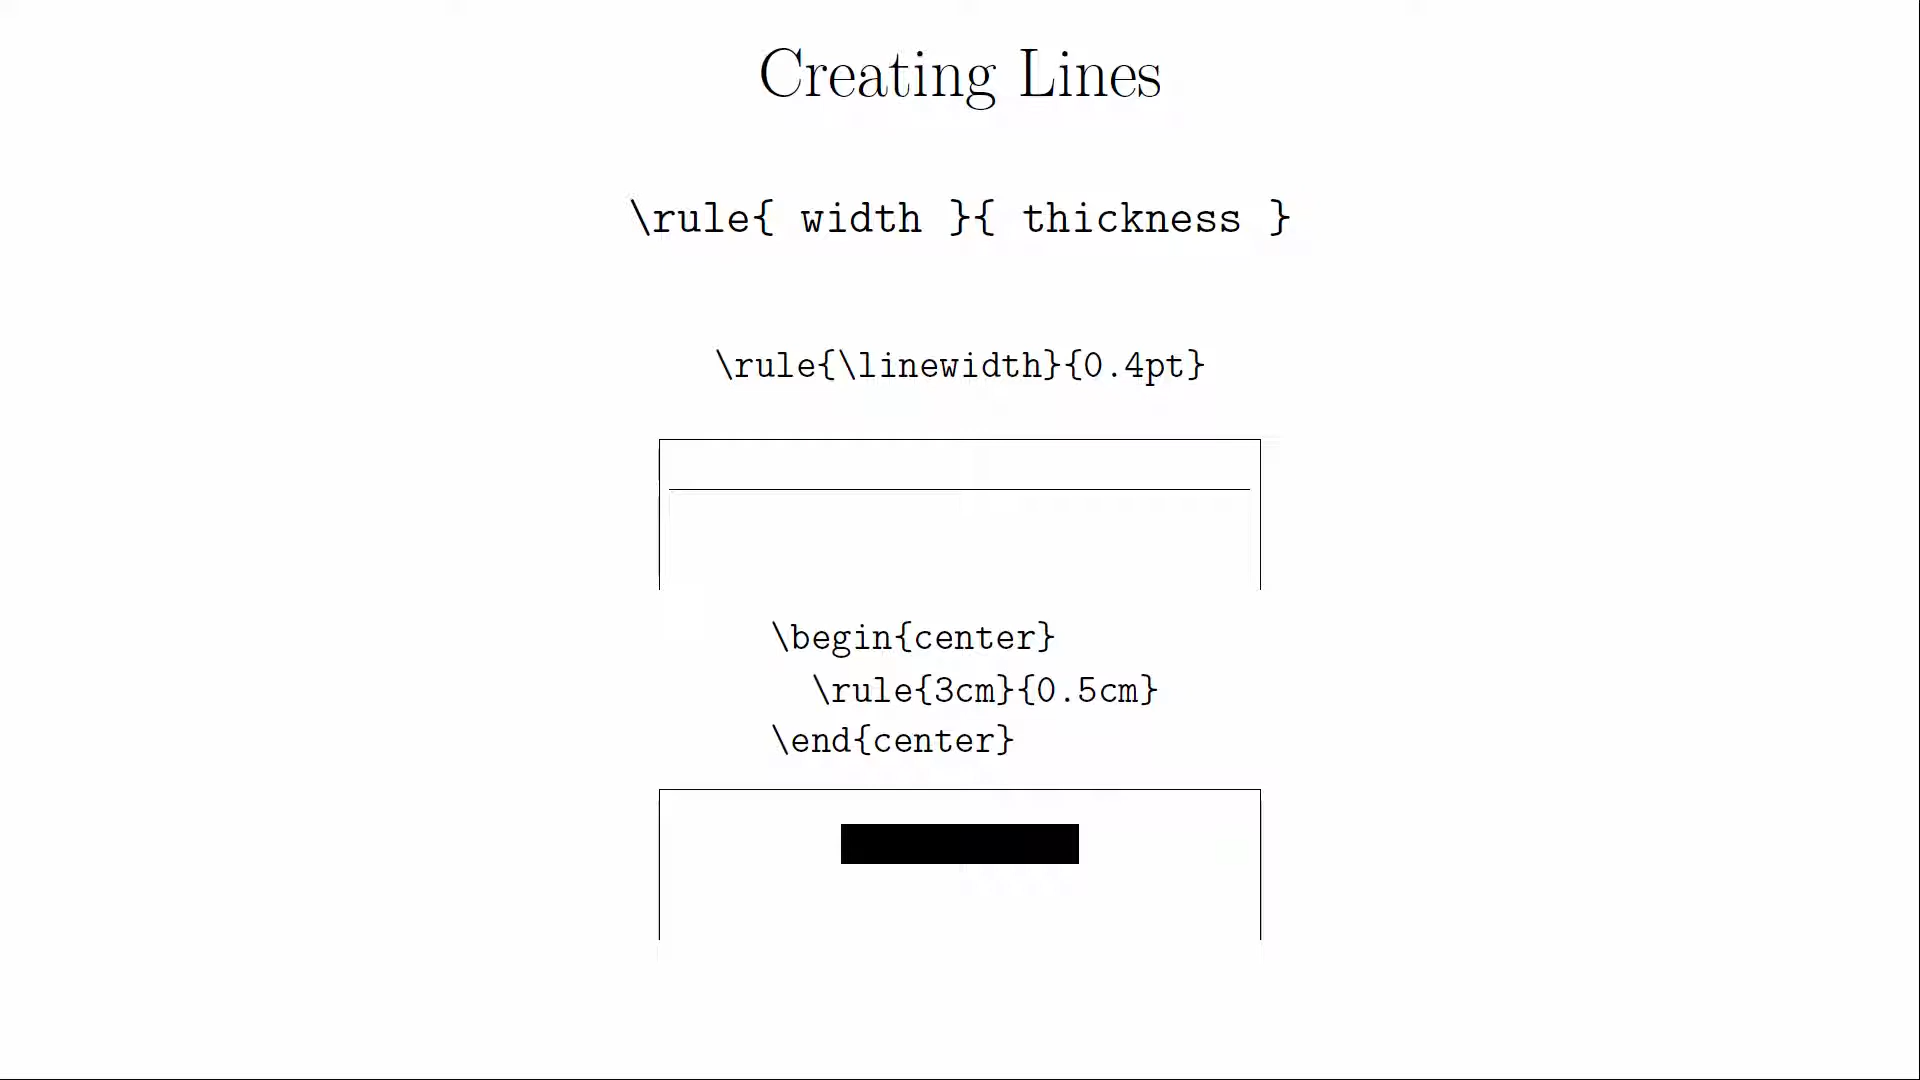 Creating Lines
\rule{ width }{ thickness }
\rule{\linewidth}{0.4pt}
\begin{center}
\rule{3cm}{0.5cm}
\end{center}